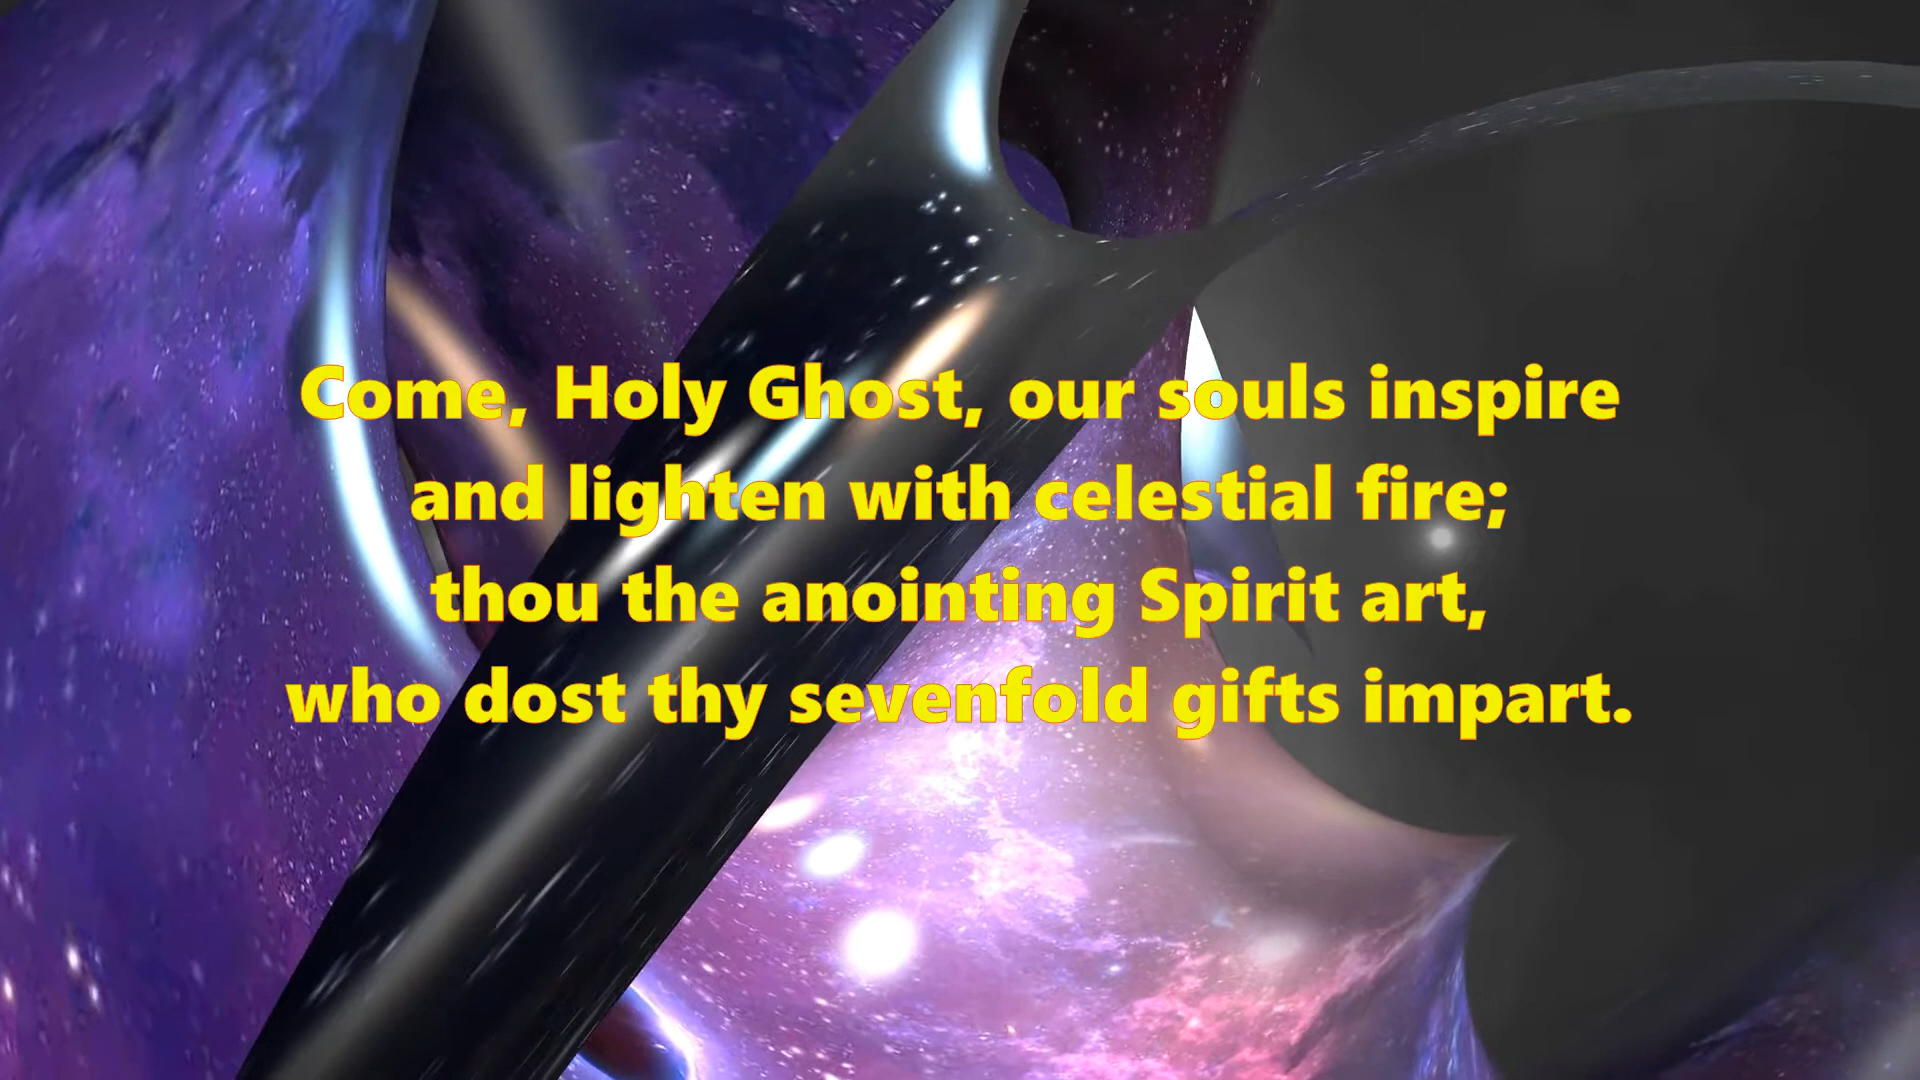 Come, Holy Ghost, our souls inspire
and lighten with celestial fire;
thou the anointing Spirit art,
who dost thy sevenfold gifts impart.